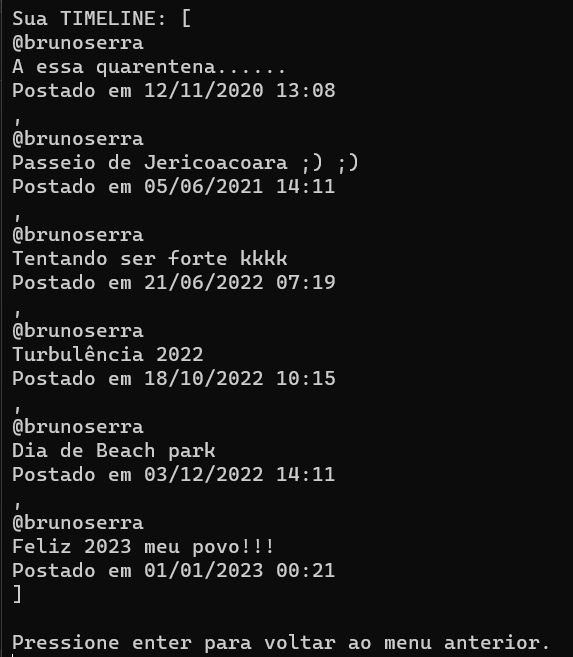 Sua TIMELINE: [
@brunoserra
A essa quarentena......
Postado em 12/11/2020 13:08
,
@brunoserra
Passeio de Jericoacoara ;) ;)
Postado em 05/06/2021 14:11
,
@brunoserra
Tentando ser forte kkkk
Postado em 21/06/2022 07:19
,
@brunoserra
Turbulência 2022
Postado em 18/10/2022 10:15
,
@brunoserra
Dia de Beach park
Postado em 03/12/2022 14:11
,
@brunoserra
Feliz 2023 meu povo!!!
Postado em 01/01/2023 00:21
]
Pressione enter para voltar ao menu anterior.